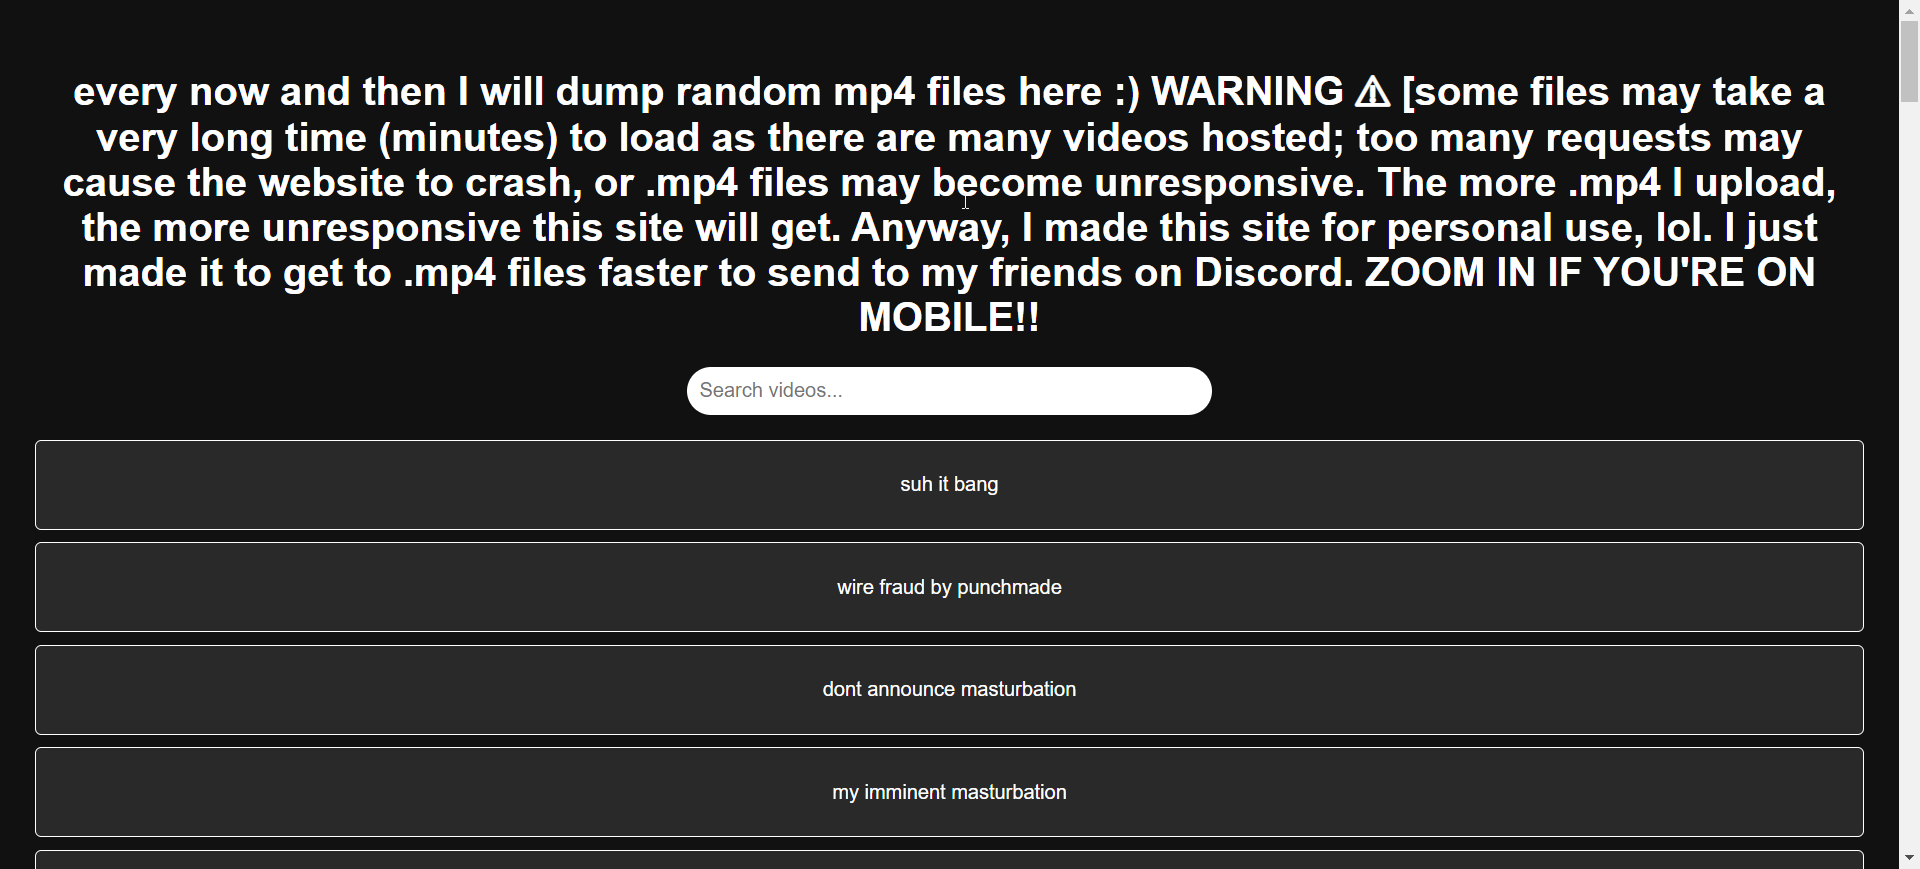 every now and then I will dump random mp4 files here :) WARNING ⚠ [some files may take a
very long time (minutes) to load as there are many videos hosted; too many requests may
cause the website to crash, or .mp4 files may become unresponsive. The more .mp4 I upload,
the more unresponsive this site will get. Anyway, I made this site for personal use, lol. I just
made it to get to .mp4 files faster to send to my friends on Discord. ZOOM IN IF YOU'RE ON
MOBILE!!
Search videos...
suh it bang
wire fraud by punchmade
dont announce masturbation
my imminent masturbation